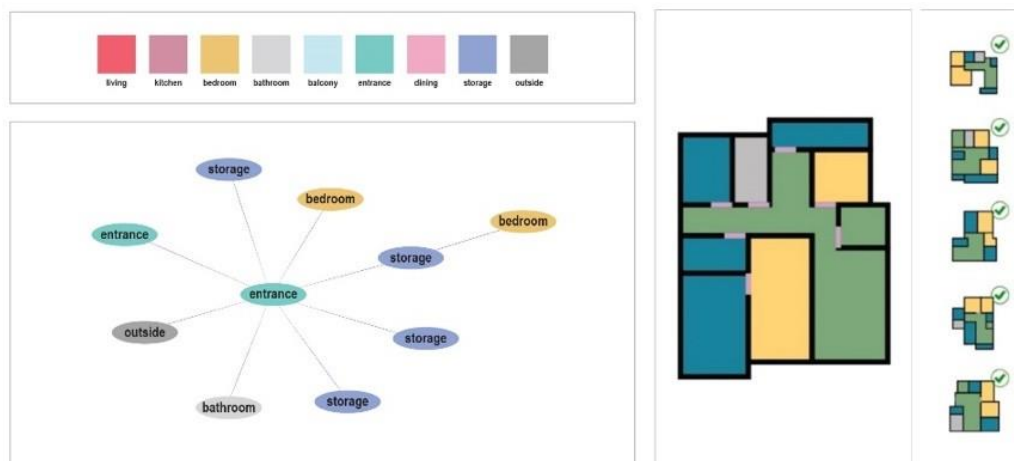 living kitchen bedroom bathroom balcony entrance dining storage outside
storage
bedroom
bedroom
entrance
storage
entrance
outside
storage
storage
bathroom